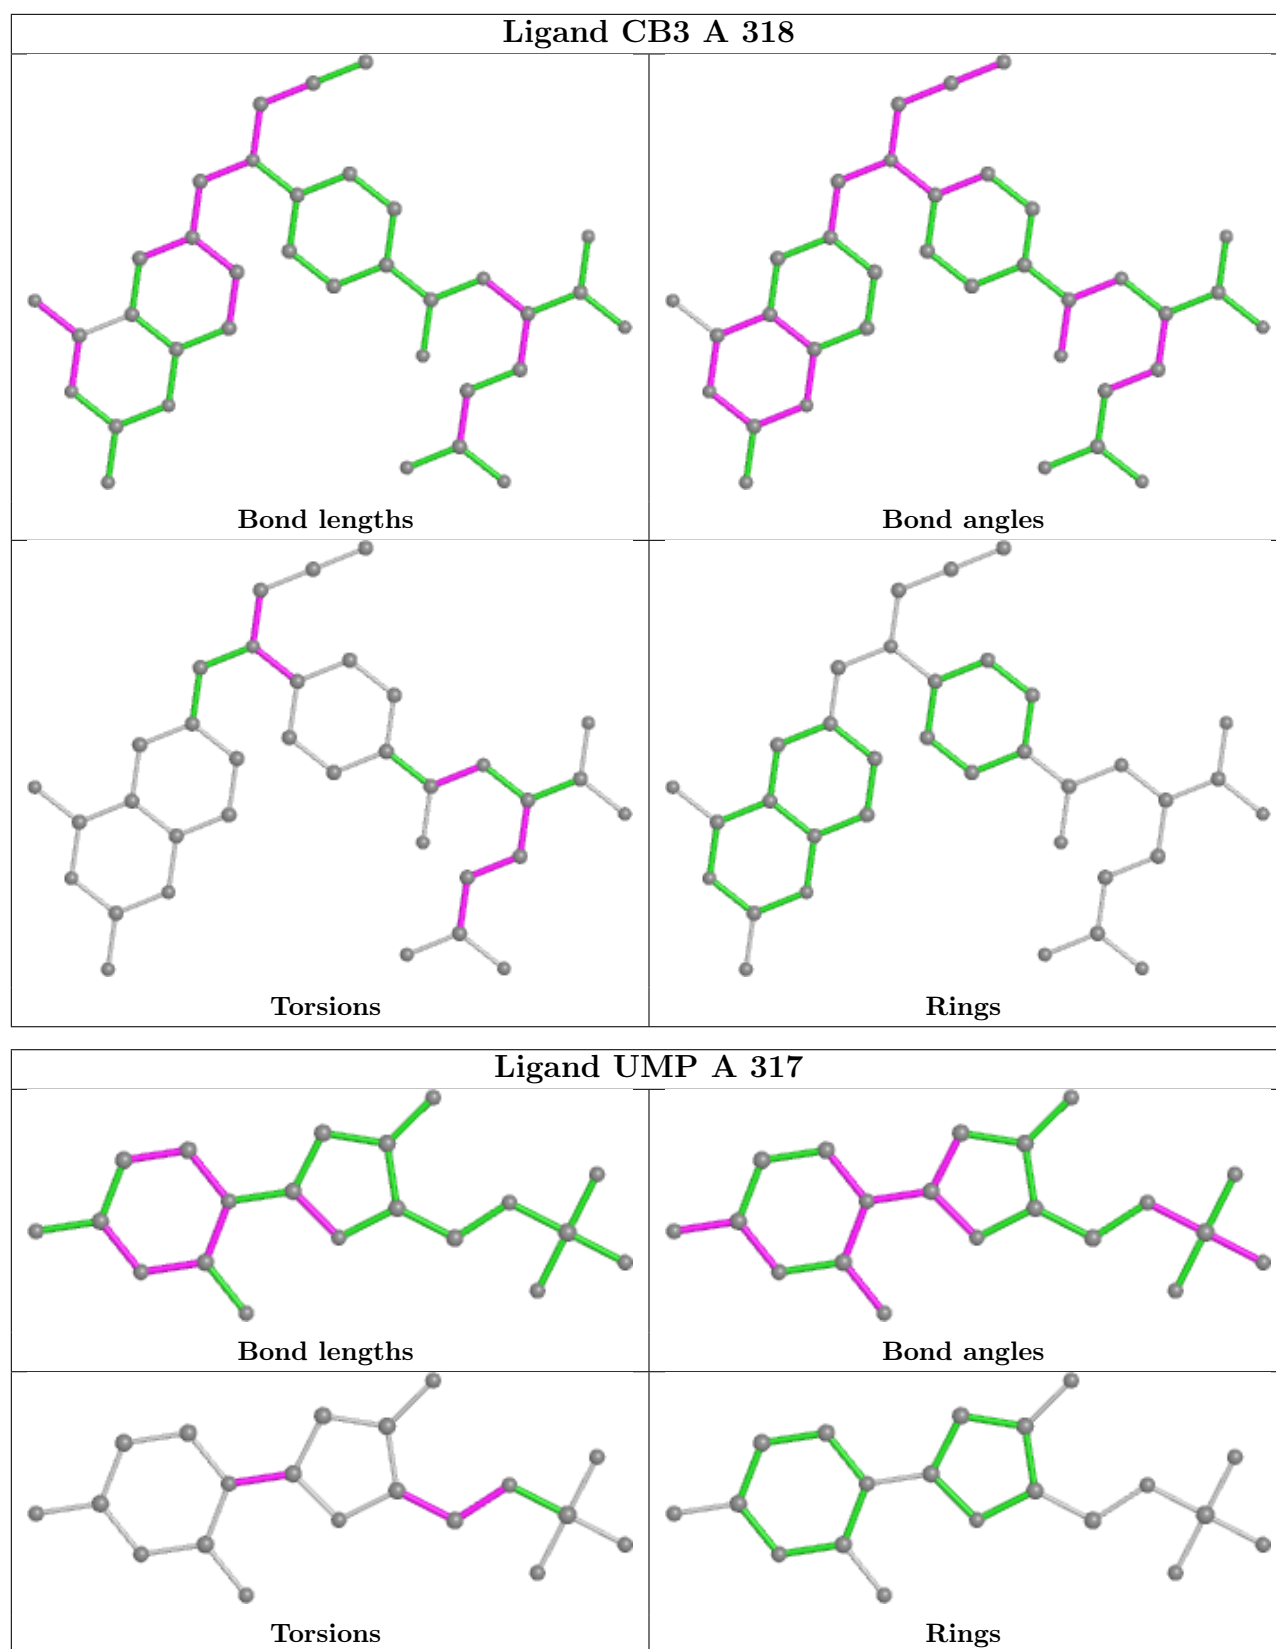 Ligand CB3 A 318
Bond lengths
Bond angles
Torsions
Rings
Ligand UMP A 317
Bond lengths
Bond angles
Torsions
Rings